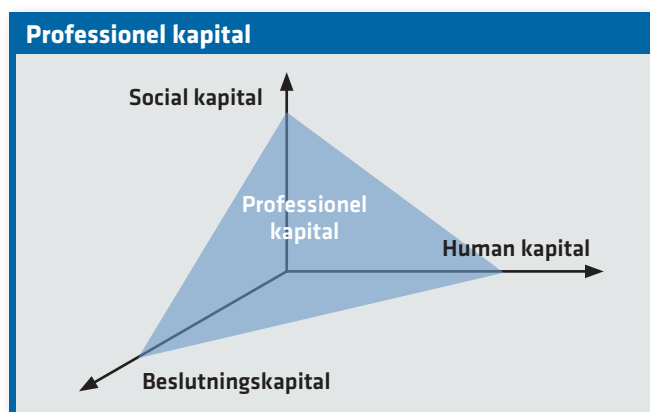 Professionel kapital
Social kapital
Professionel
kapital
Human kapital
Beslutningskapital